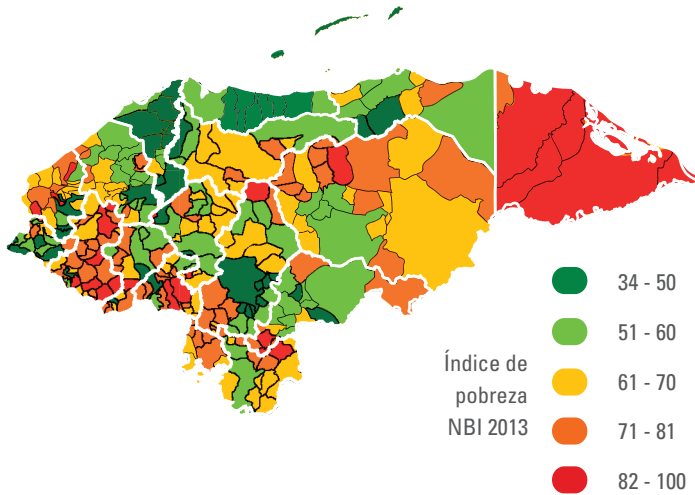 34 - 50
51 - 60
61 - 70
71 - 81
82 - 100
Índice de
pobreza
NBI 2013